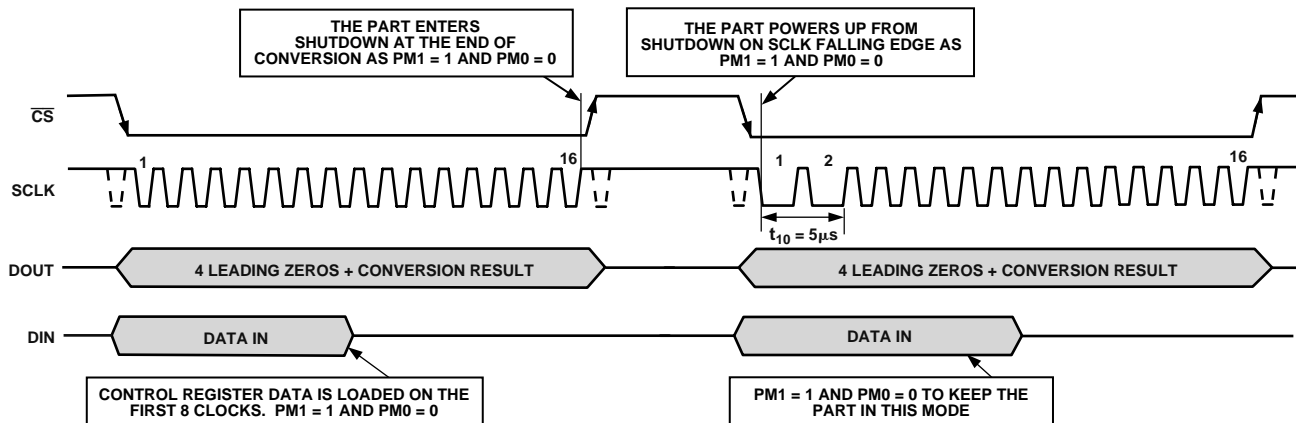 THE PART ENTERS
SHUTDOWN AT THE END OF
CONVERSION AS PM1 = 1 AND PM0 = 0
THE PART POWERS UP FROM
SHUTDOWN ON SCLK FALLING EDGE AS
PM1 = 1 AND PM0 = 0
CS
1
16
1
2
16
SCLK
t10 = 5µs
DOUT
4 LEADING ZEROS + CONVERSION RESULT
4 LEADING ZEROS + CONVERSION RESULT
DIN
DATA IN
DATA IN
CONTROL REGISTER DATA IS LOADED ON THE
FIRST 8 CLOCKS. PM1 = 1 AND PM0 = 0
PM1 = 1 AND PM0 = 0 TO KEEP THE
PART IN THIS MODE